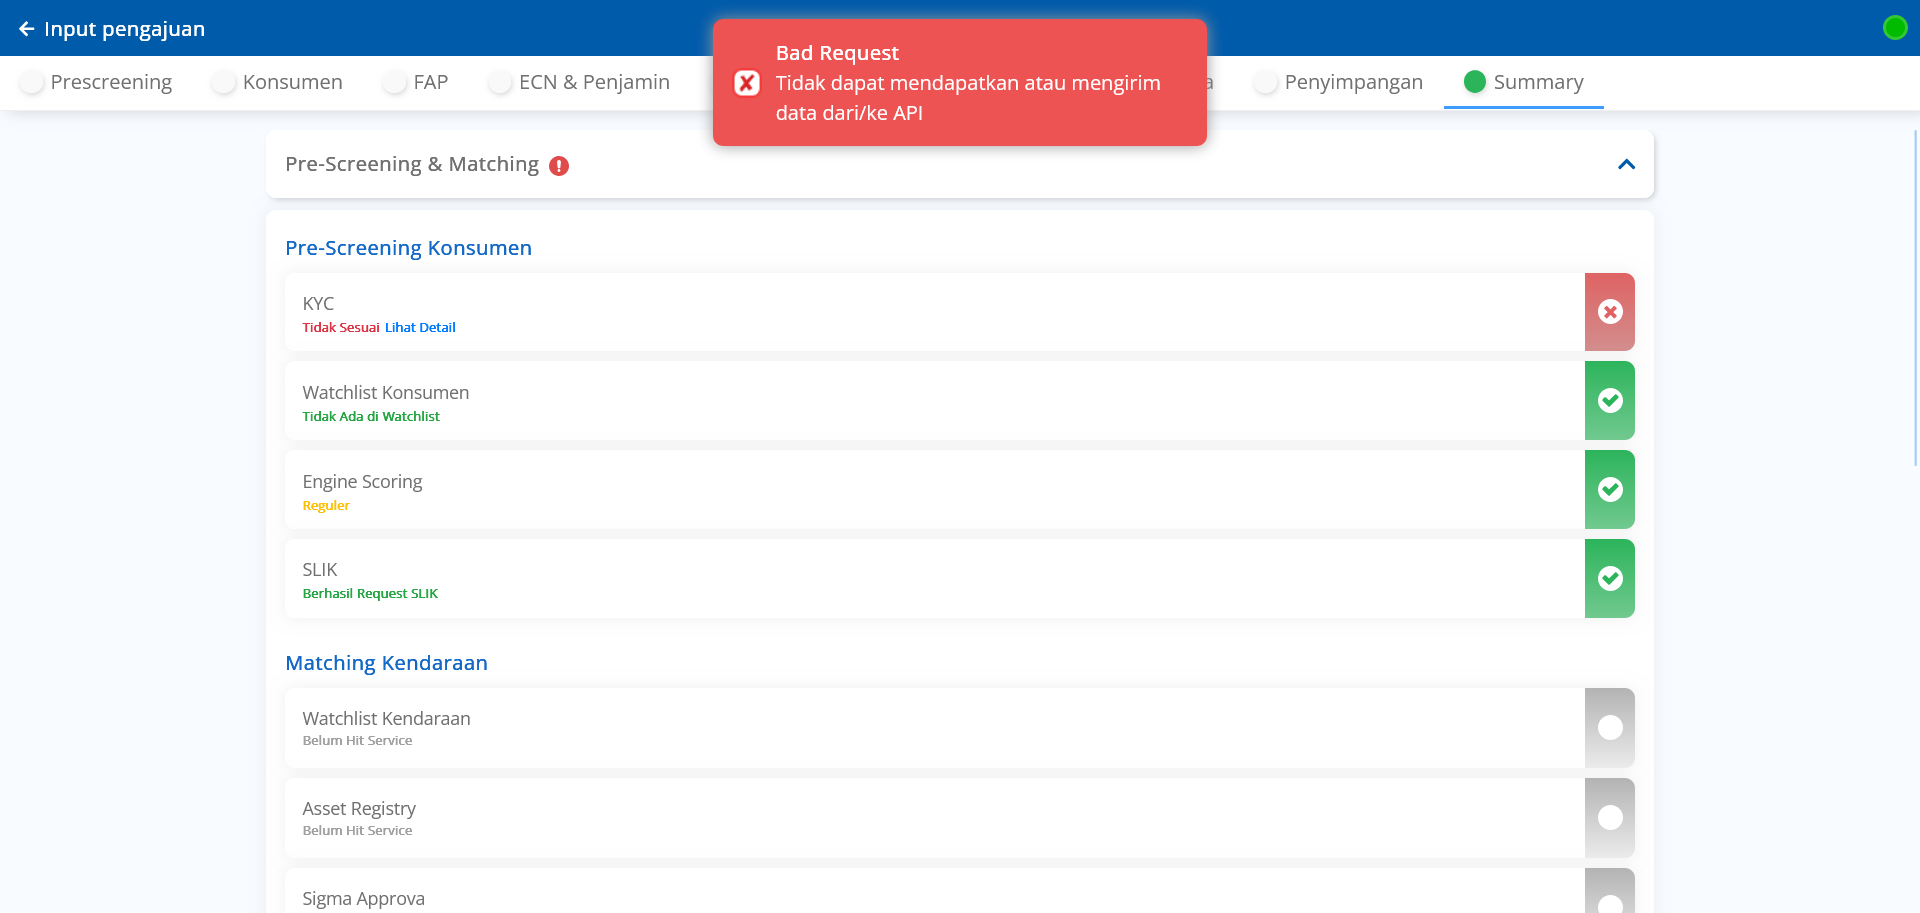 Input pengajuan
Bad Request
Tidak dapat mendapatkan atau mengirim
data dari/ke API
Prescreening
Konsumen
FAP
ECN & Penjamin
Penyimpangan
Summary
Pre-Screening & Matching
Pre-Screening Konsumen
KYC
Tidak Sesuai Lihat Detail
Watchlist Konsumen
Tidak Ada di Watchlist
Engine Scoring
Reguler
SLIK
Berhasil Request SLIK
Matching Kendaraan
Watchlist Kendaraan
Belum Hit Service
Asset Registry
Belum Hit Service
Sigma Approva